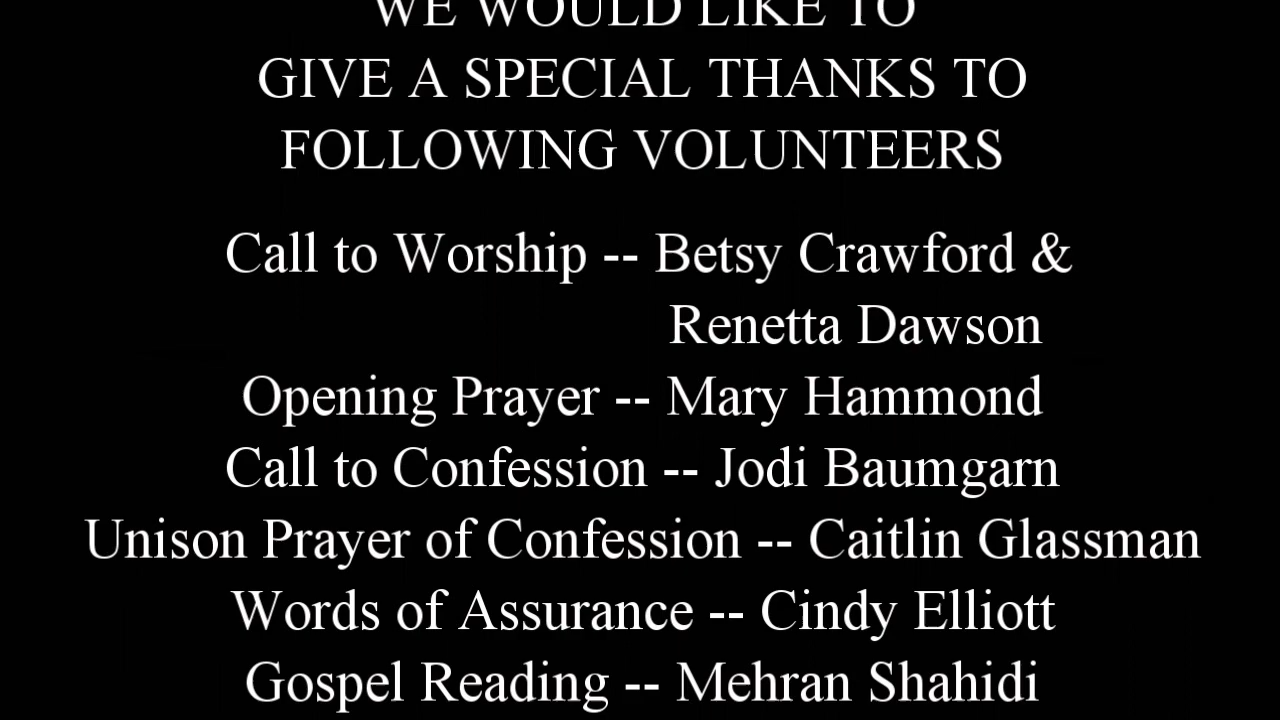 WE WOULD LIKE TO
GIVE A SPECIAL THANKS TO
FOLLOWING VOLUNTEERS
Call to Worship -- Betsy Crawford &
Renetta Dawson
Opening Prayer -- Mary Hammond
Call to Confession -- Jodi Baumgarn
Unison Prayer of Confession -- Caitlin Glassman
Words of Assurance -- Cindy Elliott
Gospel Reading -- Mehran Shahidi